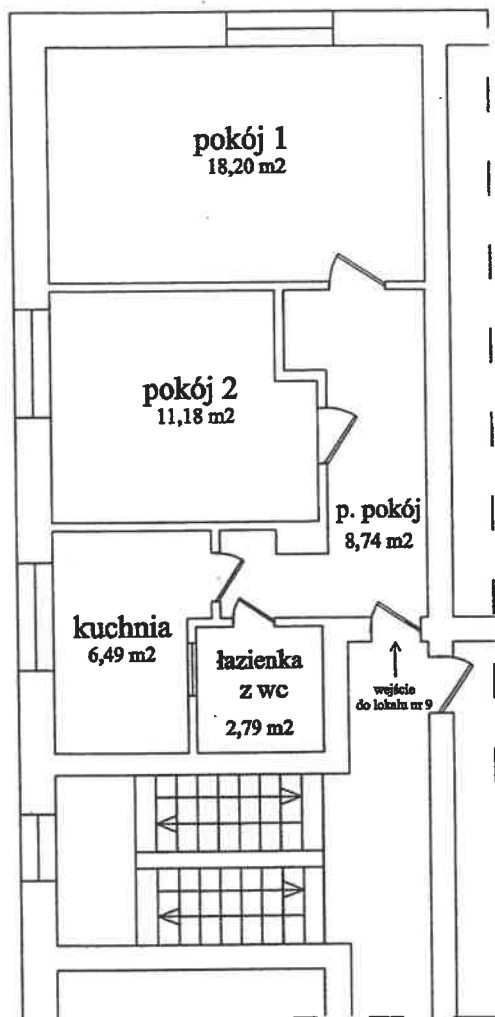 pokój 1
18,20 m2
pokój 2
11,18 m2
p. pokój
8,74 m2
kuchnia
6,49 m2
łazienka
z wc
2,79 m2
wejście
do lokalu nr 9